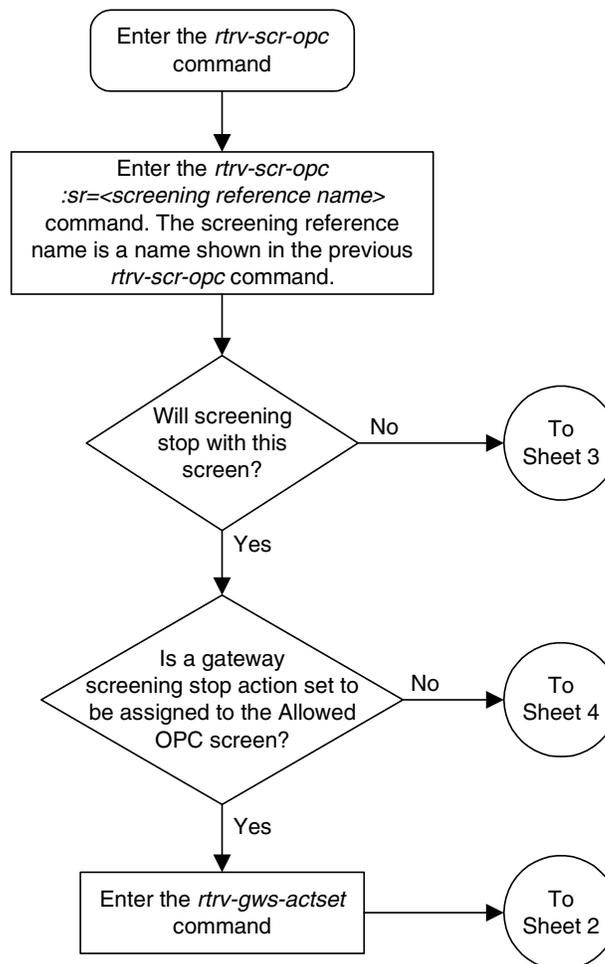 Enter the rtrv-scr-opc
command
Enter the rtrv-scr-opc
:sr=<screening reference name>
command. The screening reference
name is a name shown in the previous
rtrv-scr-opc command.
Will screening
stop with this
screen?
No
To
Sheet 3
Yes
Is a gateway
screening stop action set to
be assigned to the Allowed
OPC screen?
No
To
Sheet 4
Yes
Enter the rtrv-gws-actset
command
To
Sheet 2